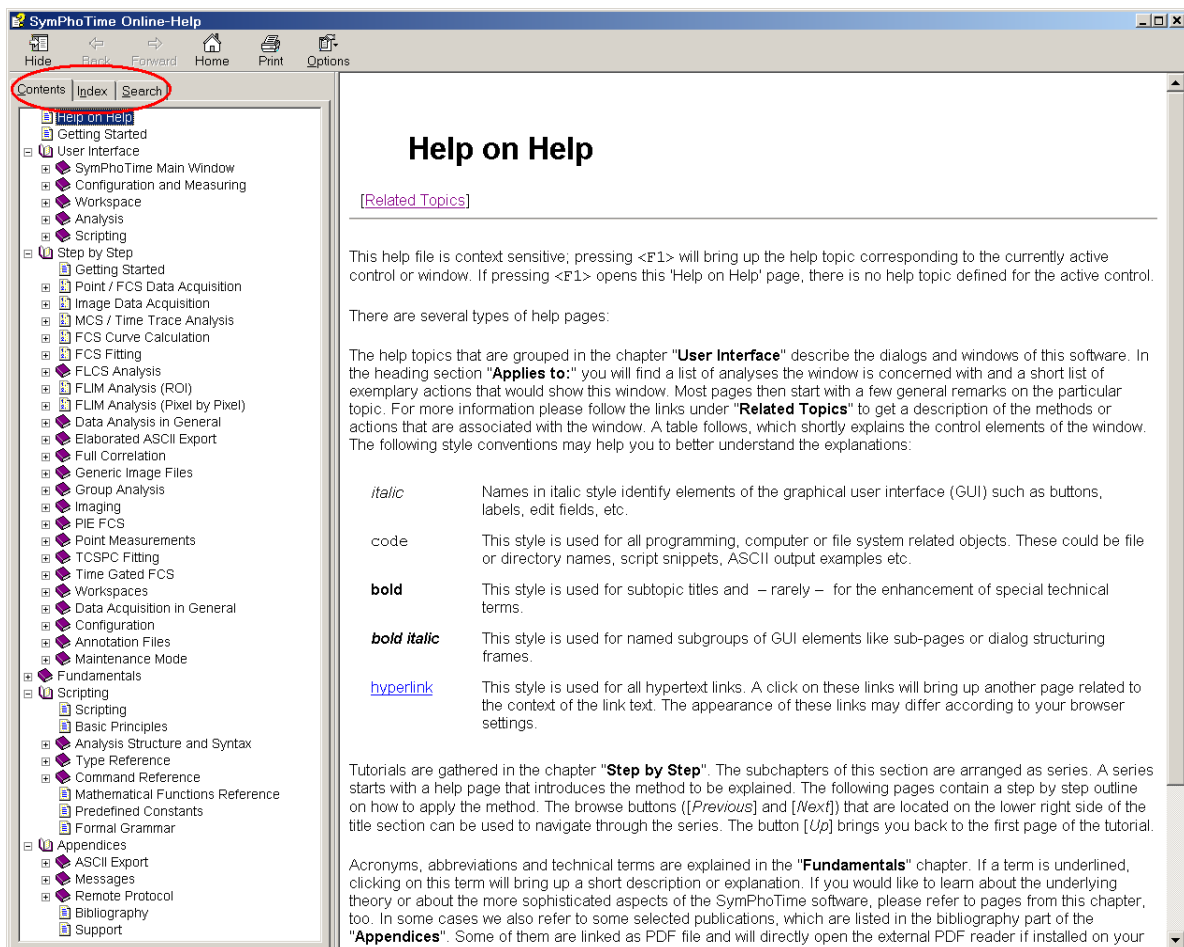 SymPhoTime Online-Help
Hide Back Forward Home Print Options
Contents Index Search
Help on Help
Getting Started
User Interface
SymPhoTime Main Window
Configuration and Measuring
Workspace
Analysis
Scripting
Step by Step
Getting Started
Point / FCS Data Acquisition
Image Data Acquisition
MCS / Time Trace Analysis
FCS Curve Calculation
FCS Fitting
FLCS Analysis
FLIM Analysis (ROI)
FLIM Analysis (Pixel by Pixel)
Data Analysis in General
Elaborated ASCII Export
Full Correlation
Generic Image Files
Group Analysis
Imaging
PIE FCS
Point Measurements
TCSPC Fitting
Time Gated FCS
Workspaces
Data Acquisition in General
Configuration
Annotation Files
Maintenance Mode
Fundamentals
Scripting
Scripting
Basic Principles
Analysis Structure and Syntax
Type Reference
Command Reference
Mathematical Functions Reference
Predefined Constants
Formal Grammar
Appendices
ASCII Export
Messages
Remote Protocol
Bibliography
Support
Help on Help
[Related Topics]
This help file is context sensitive; pressing <F1> will bring up the help topic corresponding to the currently active
control or window. If pressing <F1> opens this 'Help on Help' page, there is no help topic defined for the active control.
There are several types of help pages:
The help topics that are grouped in the chapter "User Interface" describe the dialogs and windows of this software. In
the heading section "Applies to:" you will find a list of analyses the window is concerned with and a short list of
exemplary actions that would show this window. Most pages then start with a few general remarks on the particular
topic. For more information please follow the links under "Related Topics" to get a description of the methods or
actions that are associated with the window. A table follows, which shortly explains the control elements of the window.
The following style conventions may help you to better understand the explanations:
italic Names in italic style identify elements of the graphical user interface (GUI) such as buttons,
labels, edit fields, etc.
code This style is used for all programming, computer or file system related objects. These could be file
or directory names, script snippets, ASCII output examples etc.
bold This style is used for subtopic titles and – rarely – for the enhancement of special technical
terms.
bold italic This style is used for named subgroups of GUI elements like sub-pages or dialog structuring
frames.
hyperlink This style is used for all hypertext links. A click on these links will bring up another page related to
the context of the link text. The appearance of these links may differ according to your browser
settings.
Tutorials are gathered in the chapter "Step by Step". The subchapters of this section are arranged as series. A series
starts with a help page that introduces the method to be explained. The following pages contain a step by step outline
on how to apply the method. The browse buttons ([Previous] and [Next]) that are located on the lower right side of the
title section can be used to navigate through the series. The button [Up] brings you back to the first page of the tutorial.
Acronyms, abbreviations and technical terms are explained in the "Fundamentals" chapter. If a term is underlined,
clicking on this term will bring up a short description or explanation. If you would like to learn about the underlying
theory or about the more sophisticated aspects of the SymPhoTime software, please refer to pages from this chapter,
too. In some cases we also refer to some selected publications, which are listed in the bibliography part of the
"Appendices". Some of them are linked as PDF file and will directly open the external PDF reader if installed on your